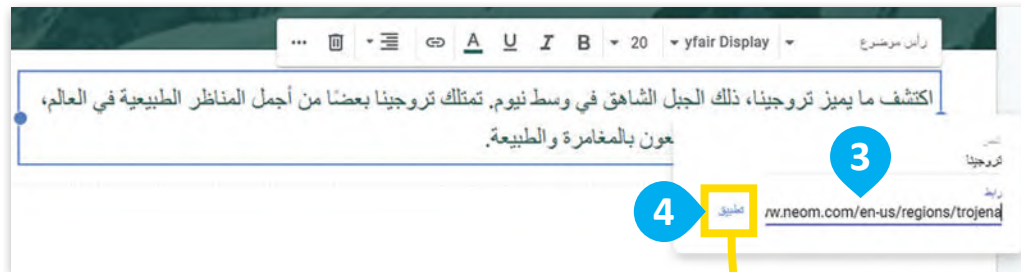 رأس موضوع yfair Display 20 B I U A
اكتشف ما يميز تروجينا، ذلك الجبل الشاهق في وسط نيوم. تمتلك تروجينا بعضًا من أجمل المناظر الطبيعية في العالم،
بالمغامرة والطبيعة.
النص
تروجينا
3
رابط
w.neom.com/en-us/regions/trojena
تطبيق
4